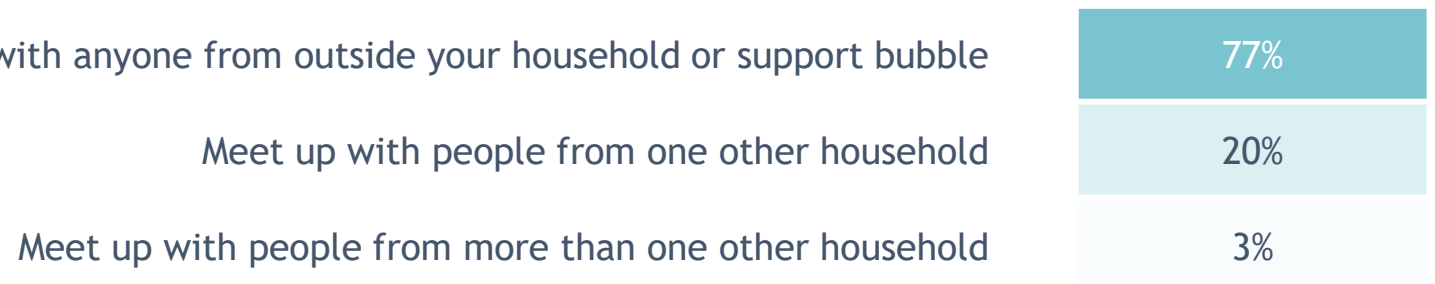 with anyone from outside your household or support bubble 77%
Meet up with people from one other household 20%
Meet up with people from more than one other household 3%